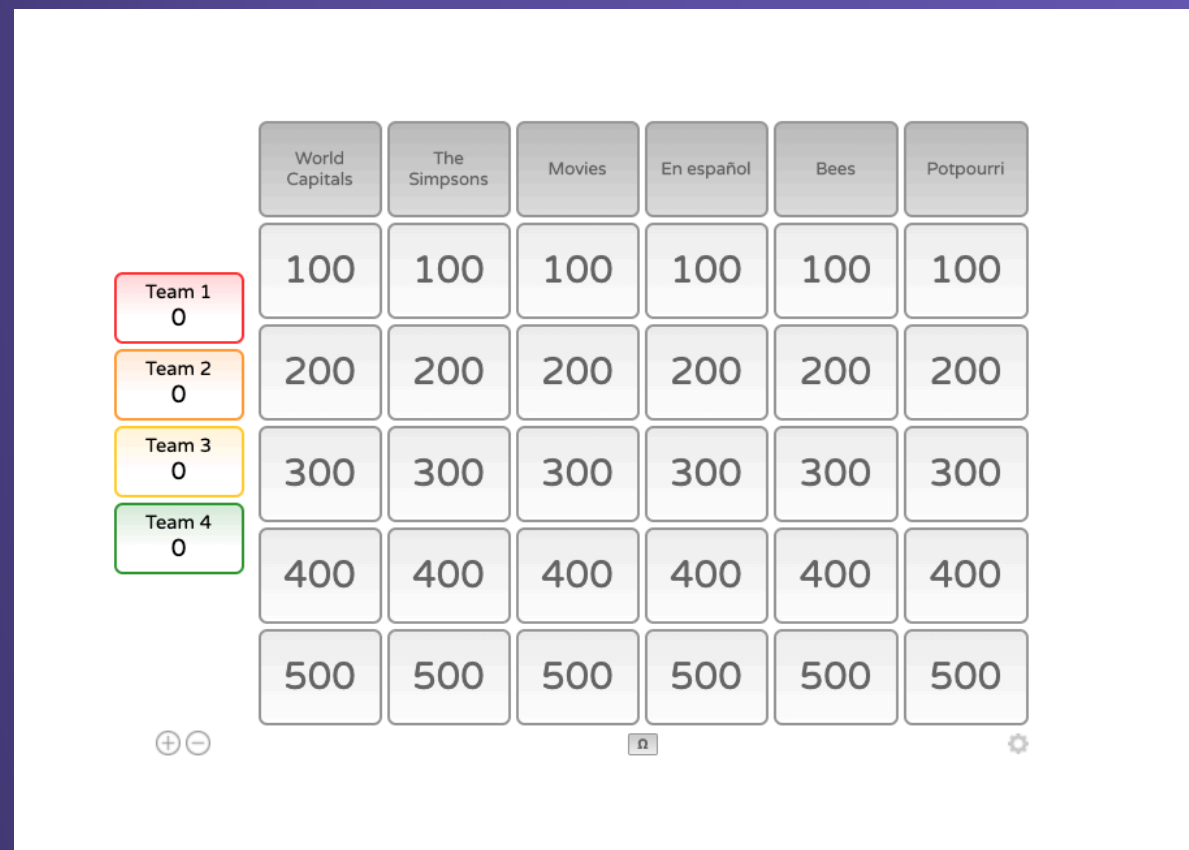 World
Capitals
The
Simpsons
Movies
En español
Bees
Potpourri
100 100 100 100 100 100
Team 1
0
200 200 200 200 200 200
Team 2
0
300 300 300 300 300 300
Team 3
0
400 400 400 400 400 400
Team 4
0
500 500 500 500 500 500
Ω